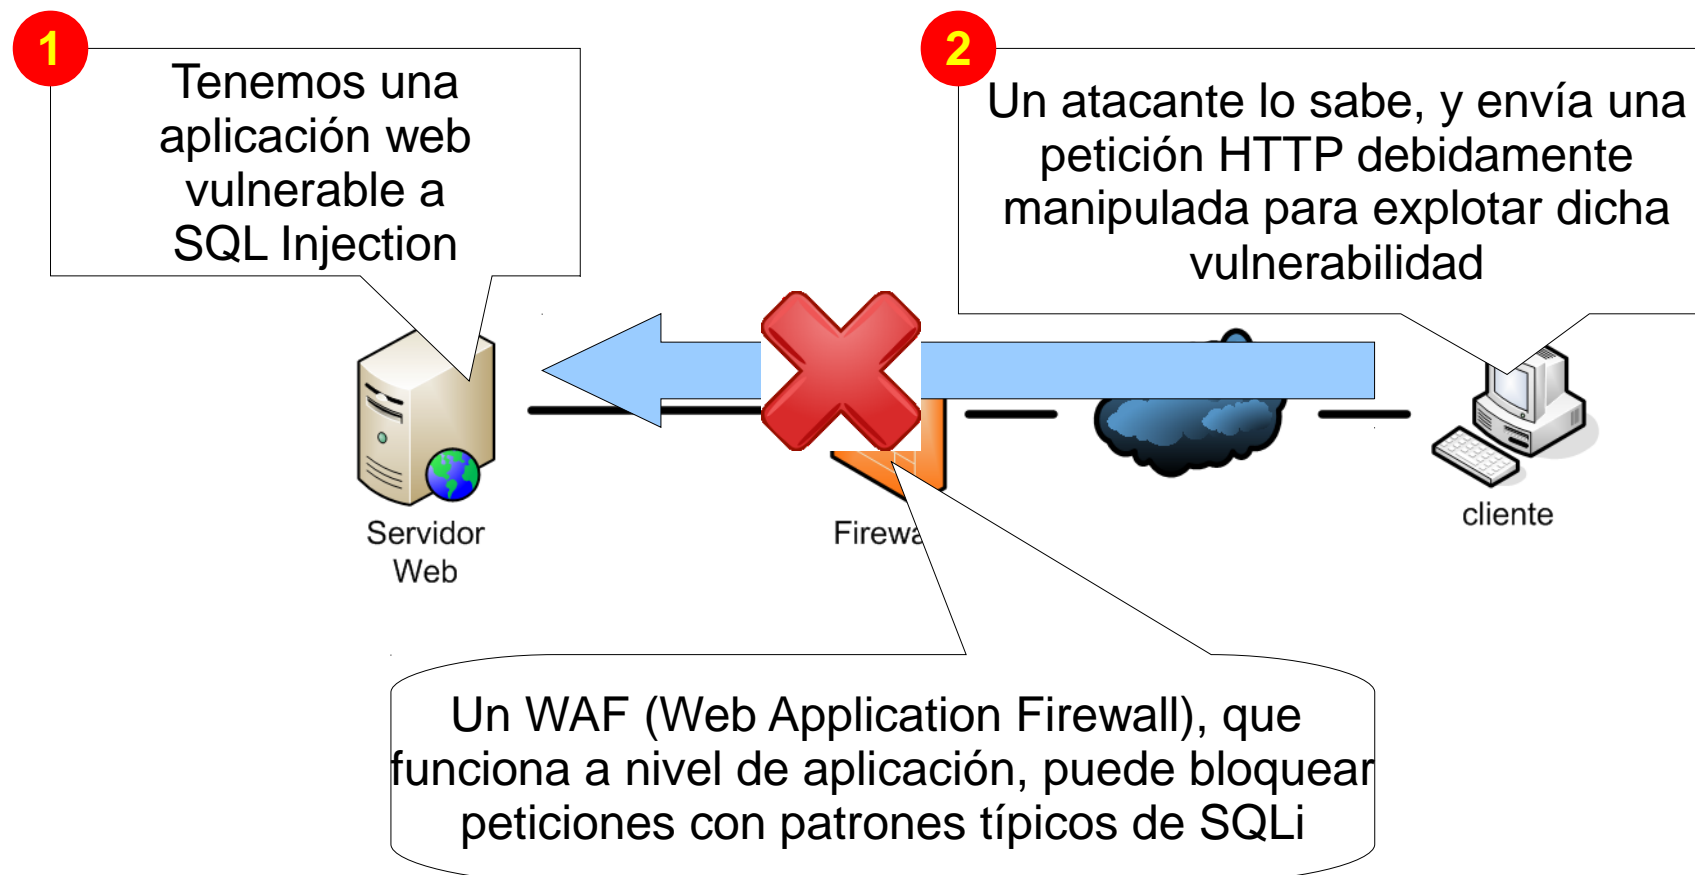 1
Tenemos una
aplicación web
vulnerable a
SQL Injection
2
Un atacante lo sabe, y envía una
petición HTTP debidamente
manipulada para explotar dicha
vulnerabilidad
Servidor
Web
Firewa
cliente
Un WAF (Web Application Firewall), que
funciona a nivel de aplicación, puede bloquear
peticiones con patrones típicos de SQLi